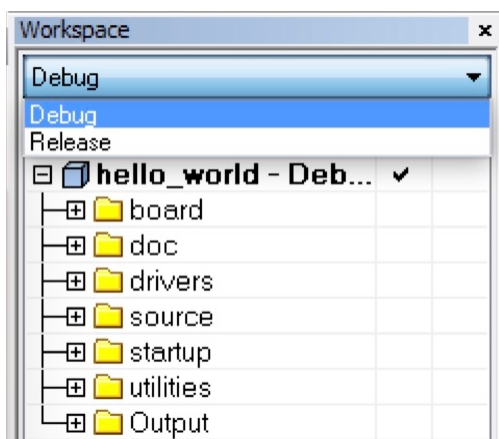 Workspace
Debug
Debug
Release
hello_world - Deb...
board
doc
drivers
source
startup
utilities
Output